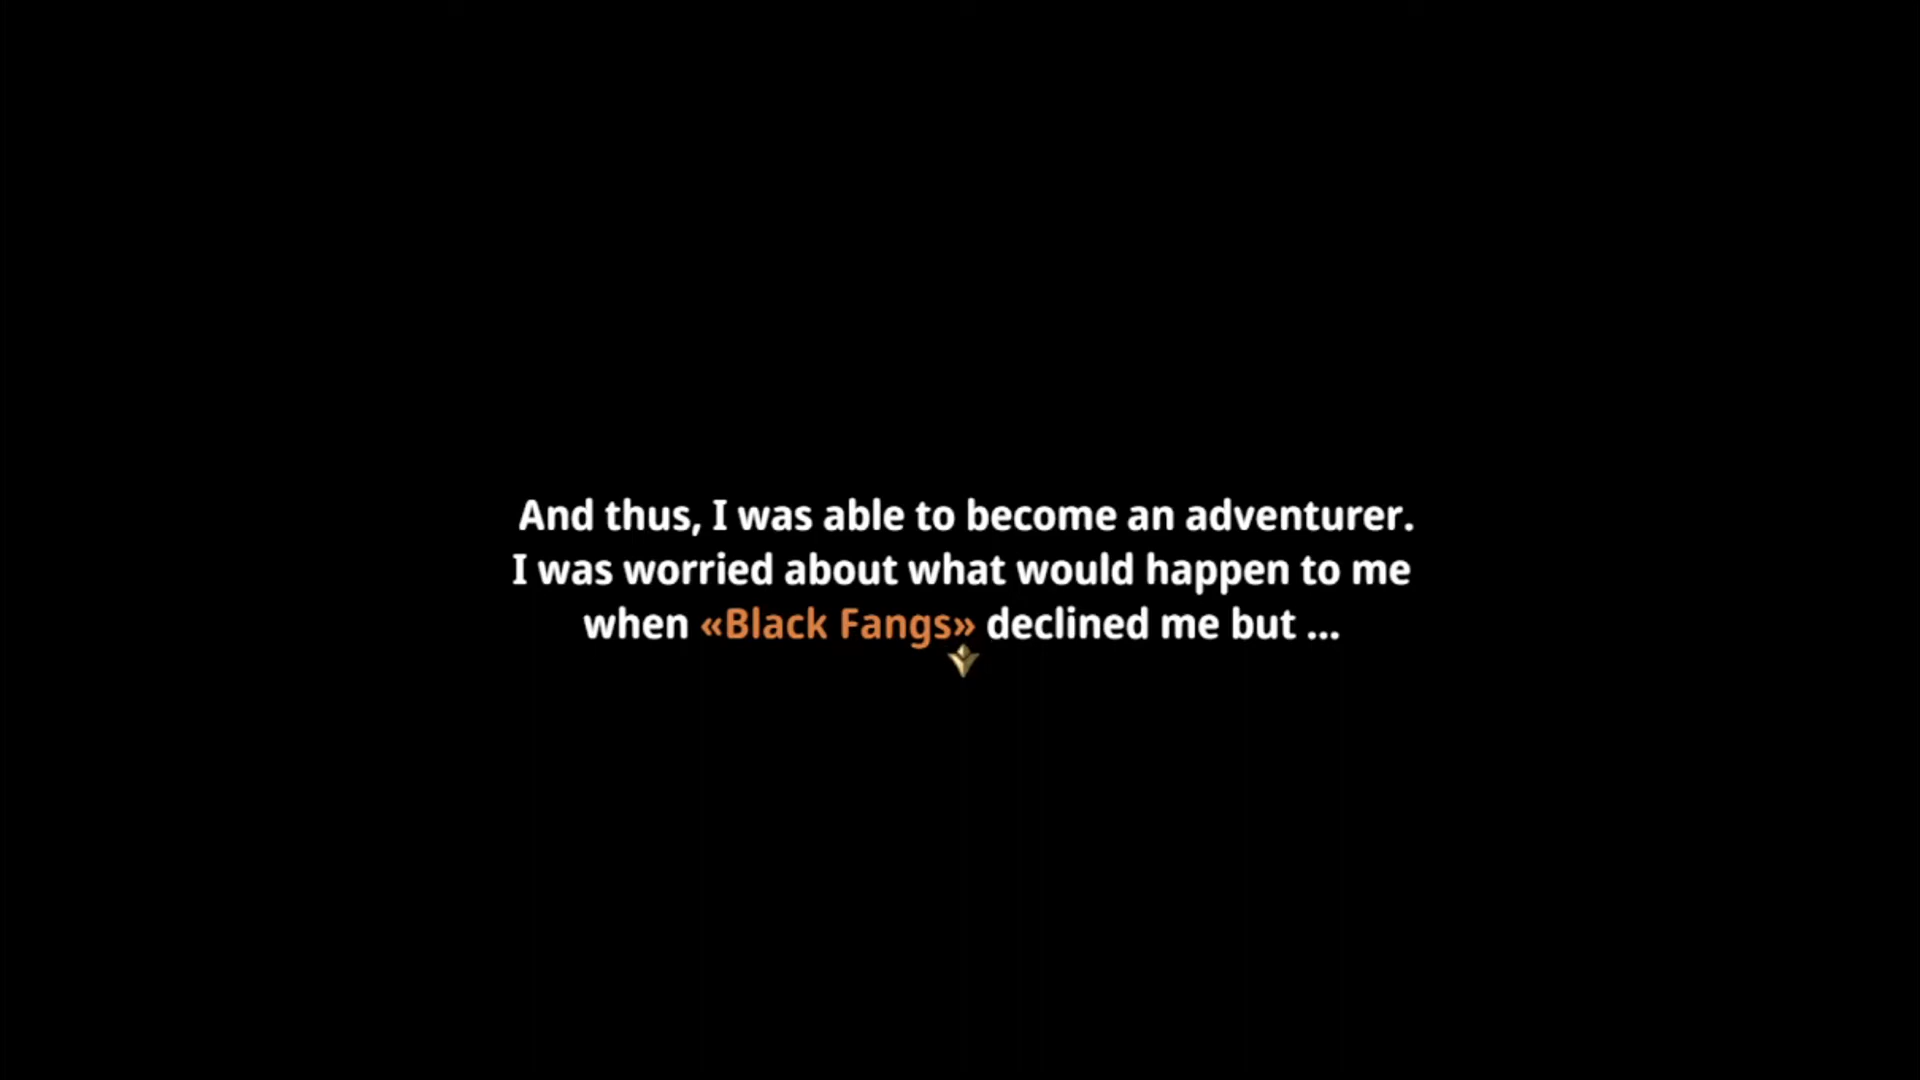 And thus, I was able to become an adventurer.
I was worried about what would happen to me
when «Black Fangs» declined me but ...